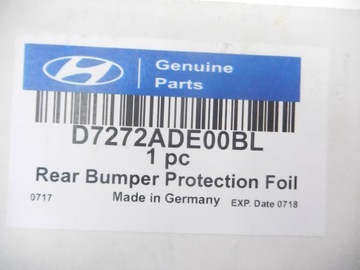 Genuine
Parts
D7272ADE00BL
1 pc
Rear Bumper Protection Foil
0717 Made in Germany EXP. Date 0718